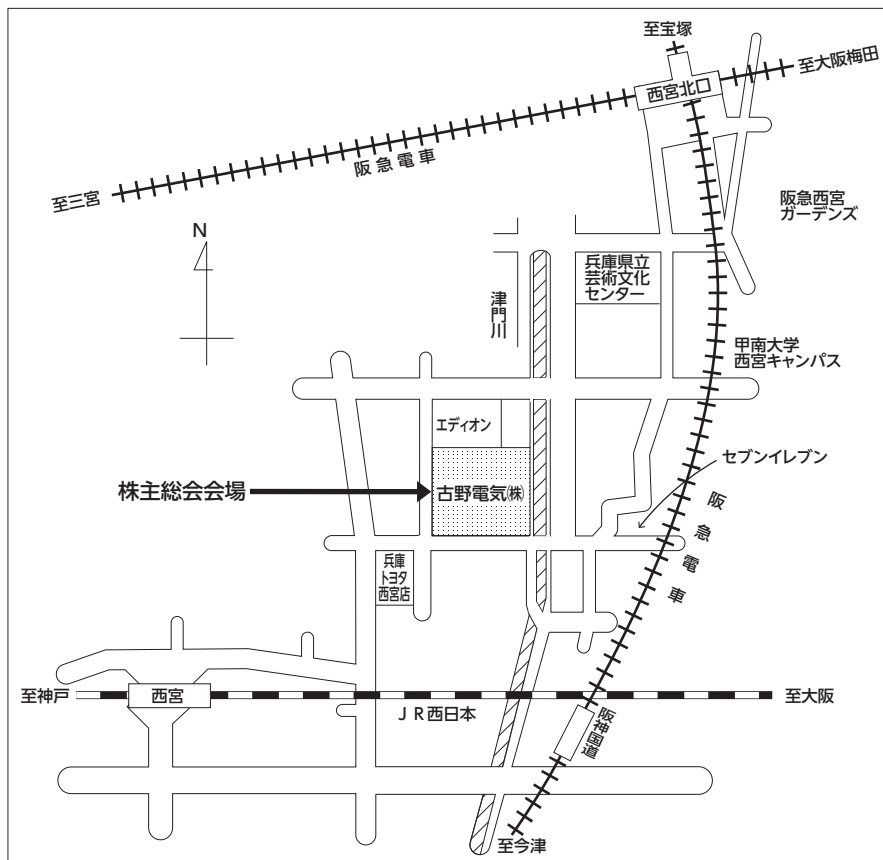 至宝塚
至大阪梅田
西宮北口
阪急電車
至三宮
阪急西宮
ガーデンズ
N
兵庫県立
芸術文化
センター
津門川
甲南大学
西宮キャンパス
エディオン
セブンイレブン
株主総会会場
古野電気㈱
阪急電車
兵庫
トヨタ
西宮店
至神戸
西宮
JR西日本
至大阪
阪神国道
至今津